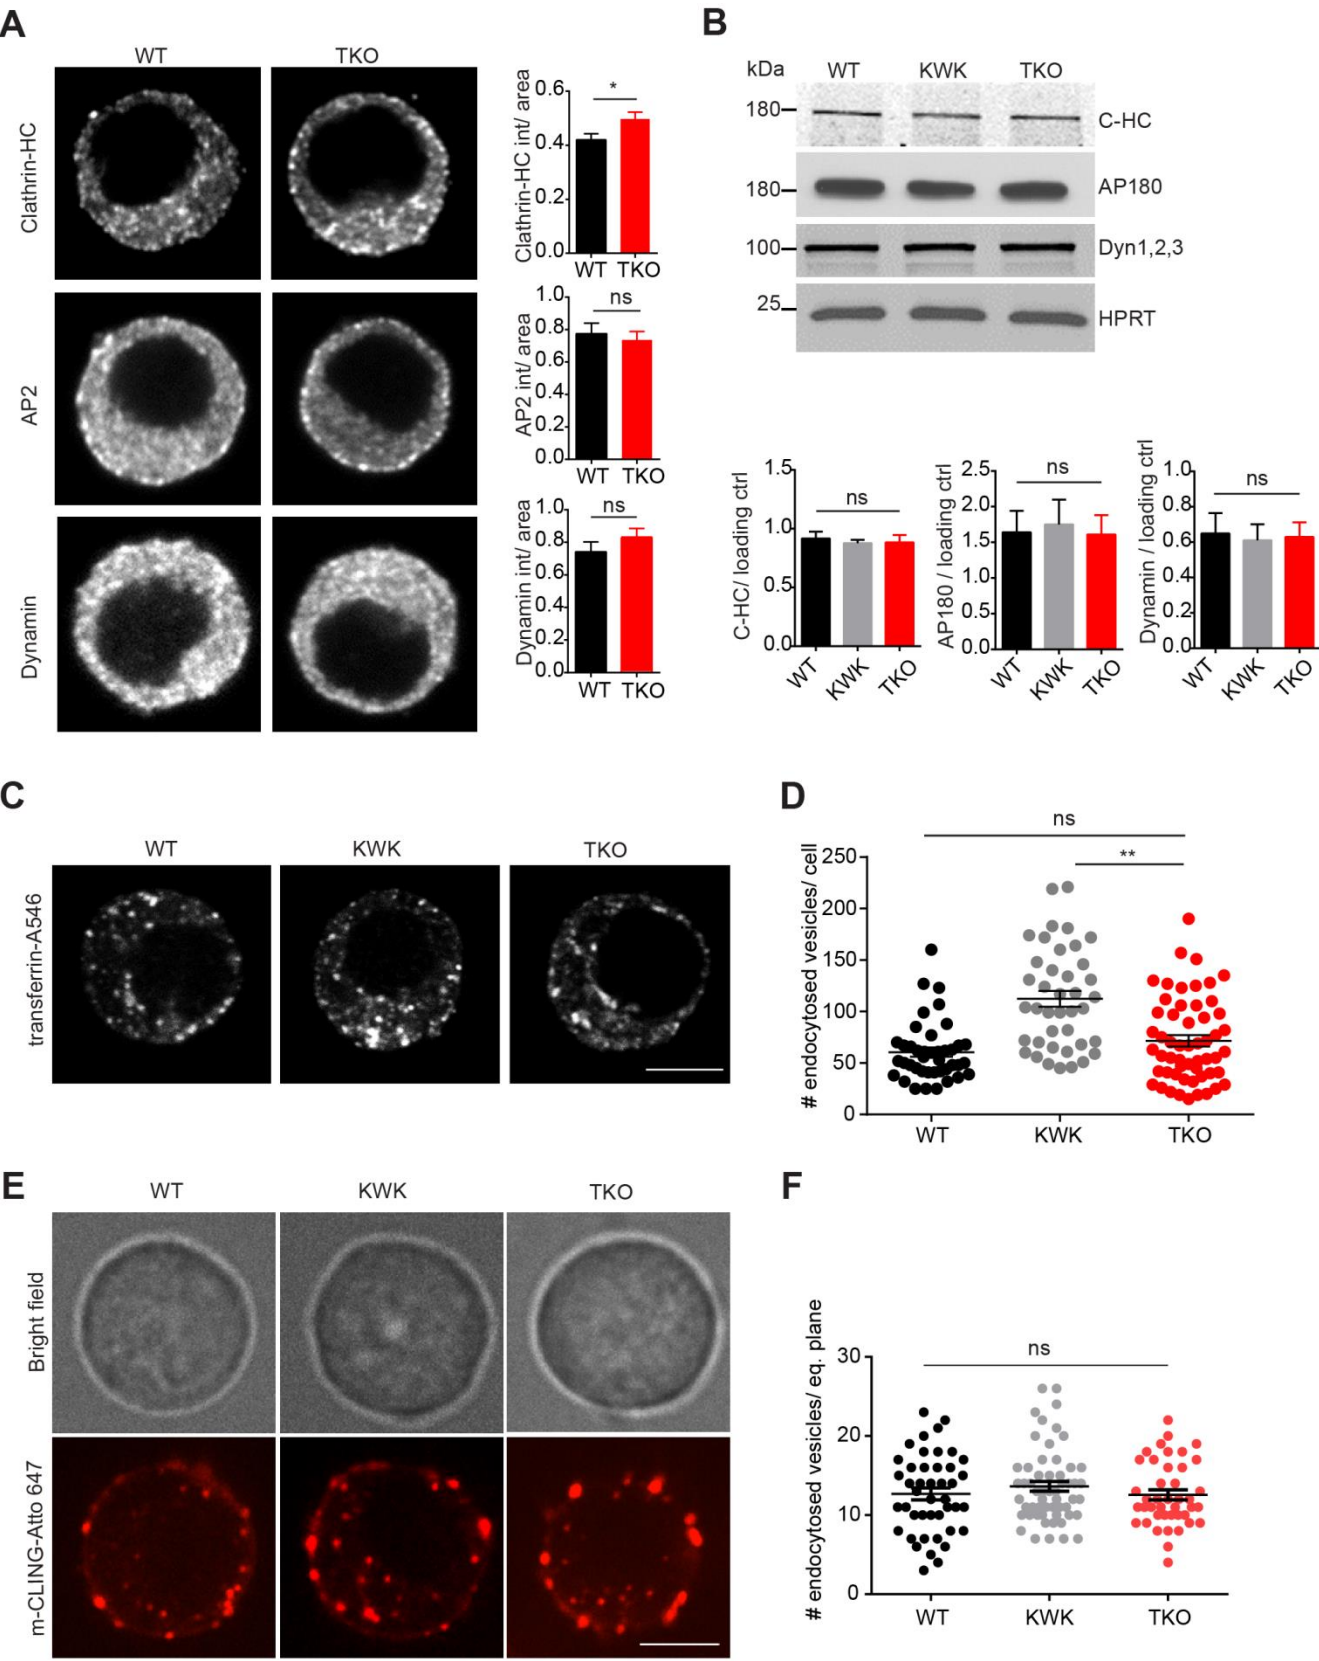 A
WT
TKO
Clathrin-HC
Clathrin-HC int/ area
0.6
0.4
0.2
0.0
*
WT
TKO
AP2
AP2 int/ area
1.0
0.8
0.6
0.4
0.2
0.0
ns
WT
TKO
Dynamin
Dynamin int/ area
1.0
0.8
0.6
0.4
0.2
0.0
ns
WT
TKO
B
kDa
WT
KWK
TKO
180
C-HC
180
AP180
100
Dyn1,2,3
25
HPRT
C-HC/ loading ctrl
1.5
1.0
0.5
0.0
ns
WT
KWK
TKO
AP180 / loading ctrl
2.5
2.0
1.5
1.0
0.5
0.0
ns
WT
KWK
TKO
Dynamin / loading ctrl
1.0
0.8
0.6
0.4
0.2
0.0
ns
WT
KWK
TKO
C
WT
KWK
TKO
transferrin-A546
D
# endocytosed vesicles/ cell
250
200
150
100
50
0
ns
**
WT
KWK
TKO
E
WT
KWK
TKO
Bright field
m-CLING-Atto 647
F
# endocytosed vesicles/ eq. plane
30
20
10
0
ns
WT
KWK
TKO